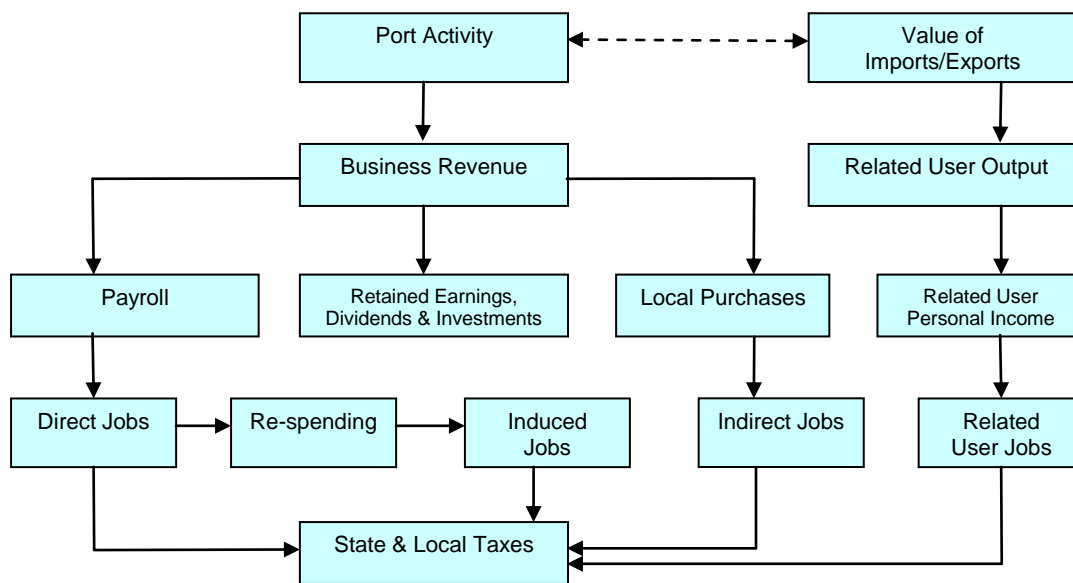 Port Activity
Value of
Imports/Exports
Business Revenue
Related User Output
Payroll
Retained Earnings,
Dividends & Investments
Local Purchases
Related User
Personal Income
Direct Jobs
Re-spending
Induced
Jobs
Indirect Jobs
Related
User Jobs
State & Local Taxes